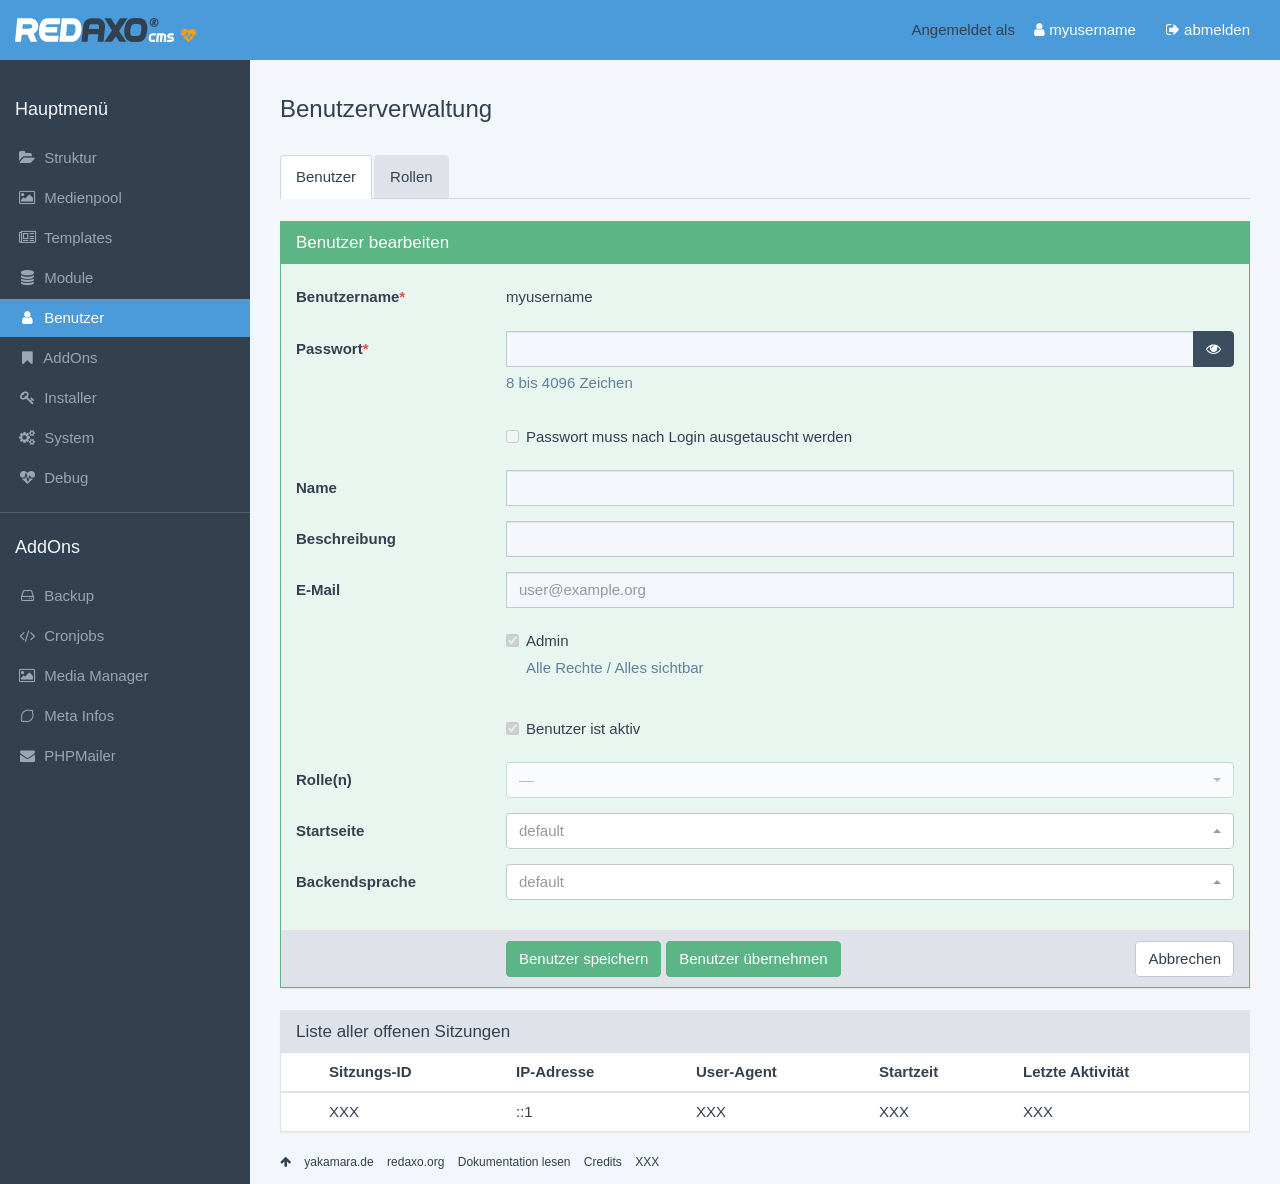 REDAXO® cms
Angemeldet als myusername abmelden
Hauptmenü
Struktur
Medienpool
Templates
Module
Benutzer
AddOns
Installer
System
Debug
AddOns
Backup
Cronjobs
Media Manager
Meta Infos
PHPMailer
Benutzerverwaltung
Benutzer Rollen
Benutzer bearbeiten
Benutzername* myusername
Passwort*
8 bis 4096 Zeichen
Passwort muss nach Login ausgetauscht werden
Name
Beschreibung
E-Mail user@example.org
Admin
Alle Rechte / Alles sichtbar
Benutzer ist aktiv
Rolle(n) —
Startseite default
Backendsprache default
Benutzer speichern Benutzer übernehmen Abbrechen
Liste aller offenen Sitzungen
Sitzungs-ID IP-Adresse User-Agent Startzeit Letzte Aktivität
XXX ::1 XXX XXX XXX
yakamara.de redaxo.org Dokumentation lesen Credits XXX